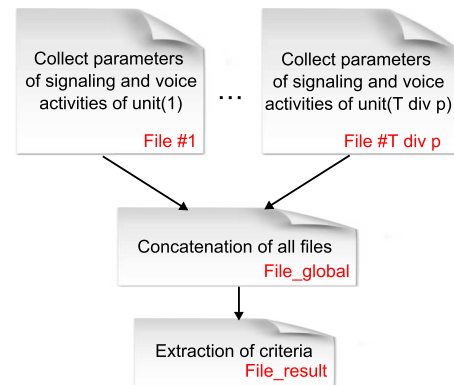 Collect parameters
of signaling and voice
activities of unit(1)
File #1
...
Collect parameters
of signaling and voice
activities of unit(T div p)
File #T div p
Concatenation of all files
File_global
Extraction of criteria
File_result